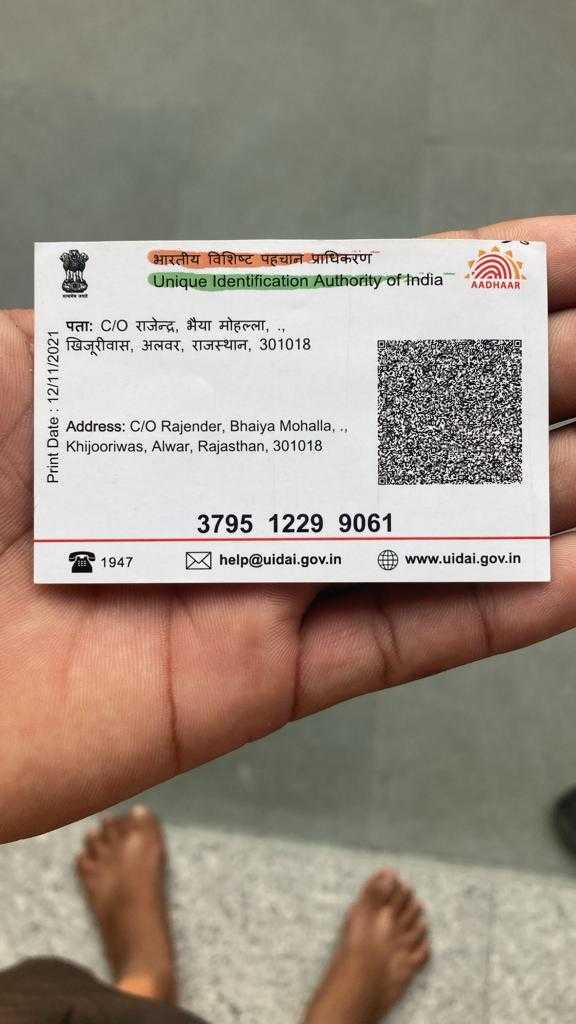 भारतीय विशिष्ट पहचान प्राधिकरण
Unique Identification Authority of India
AADHAAR
सत्यमेव जयते
Print Date : 12/11/2021
पता: C/O राजेन्द्र, भैया मोहल्ला, .,
खिजूरीवास, अलवर, राजस्थान, 301018
Address: C/O Rajender, Bhaiya Mohalla, .,
Khijooriwas, Alwar, Rajasthan, 301018
3795 1229 9061
1947
help@uidai.gov.in
www.uidai.gov.in